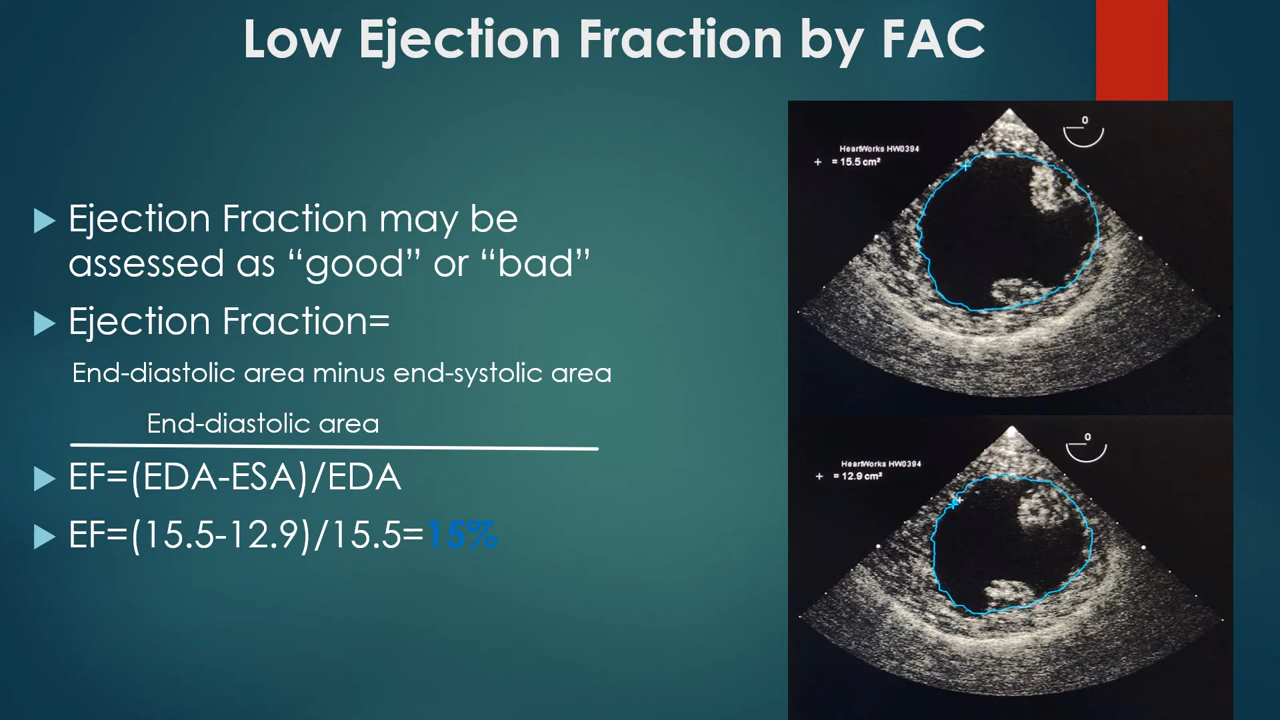 Low Ejection Fraction by FAC
Ejection Fraction may be
assessed as “good” or “bad”
Ejection Fraction=
End-diastolic area minus end-systolic area
End-diastolic area
EF=(EDA-ESA)/EDA
EF=(15.5-12.9)/15.5=15%
0
HeartWorks HW0394
+ = 15.5 cm²
0
HeartWorks HW0394
+ = 12.9 cm²